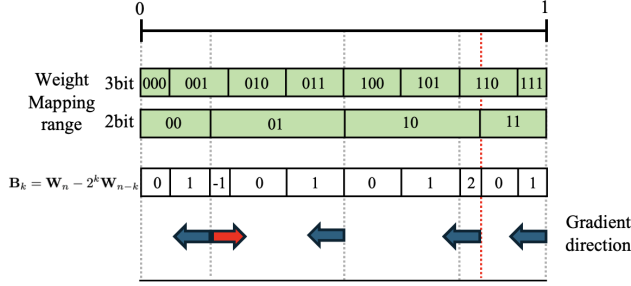 0 1
Weight Mapping range
3bit 000 001 010 011 100 101 110 111
2bit 00 01 10 11
B_k = W_n − 2^k W_{n−k} 0 1 -1 0 1 0 1 2 0 1
Gradient direction